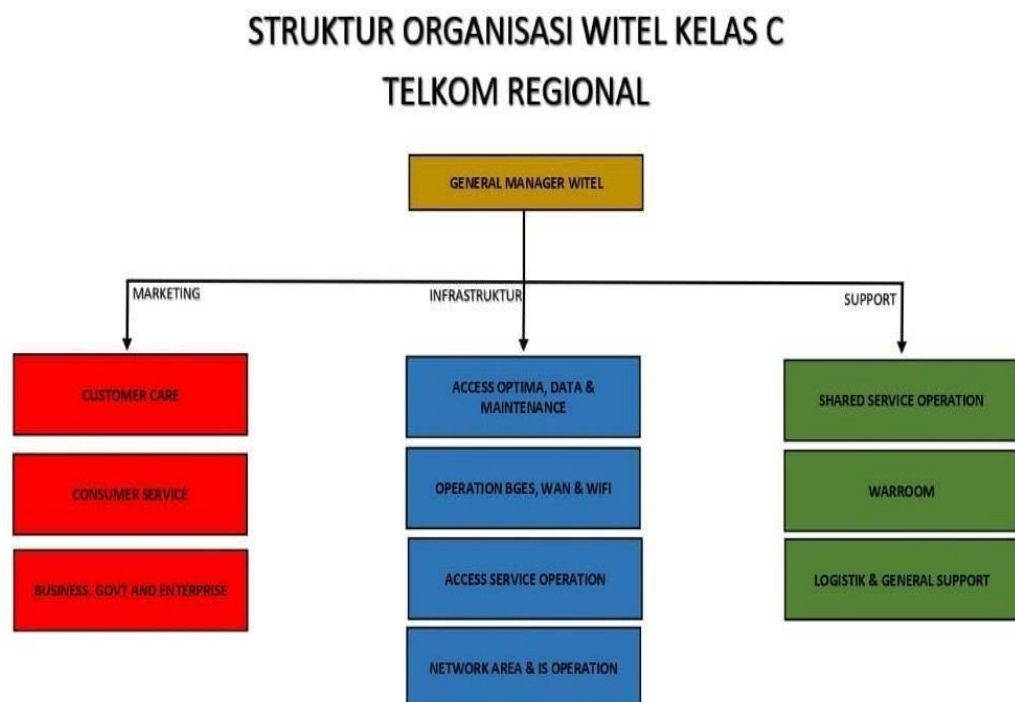 STRUKTUR ORGANISASI WITEL KELAS C
TELKOM REGIONAL
GENERAL MANAGER WITEL
MARKETING
INFRASTRUKTUR
SUPPORT
CUSTOMER CARE
CONSUMER SERVICE
BUSINESS, GOVT AND ENTERPRISE
ACCESS OPTIMA, DATA &
MAINTENANCE
OPERATION BGES, WAN & WIFI
ACCESS SERVICE OPERATION
NETWORK AREA & IS OPERATION
SHARED SERVICE OPERATION
WARROOM
LOGISTIK & GENERAL SUPPORT